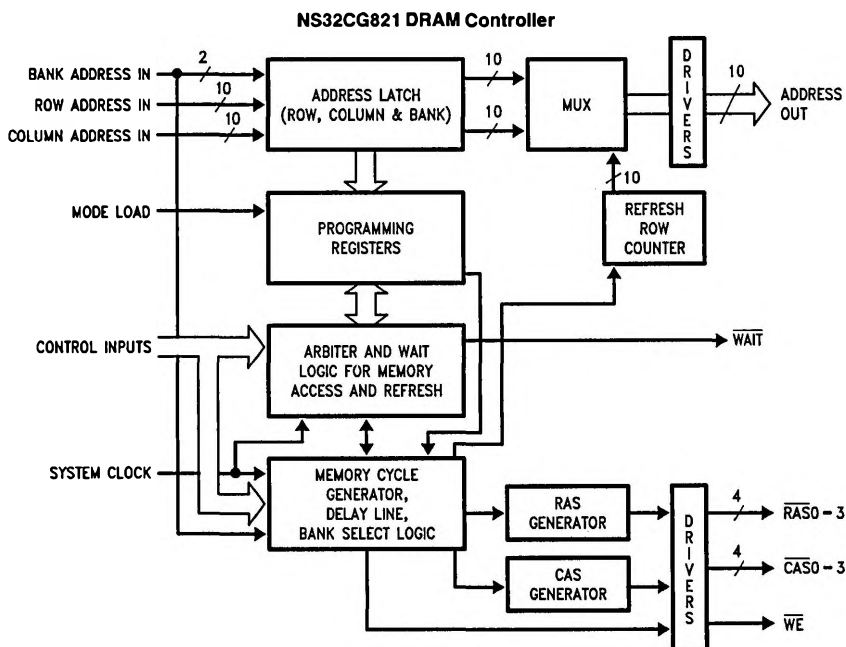 NS32CG821 DRAM Controller
BANK ADDRESS IN
2
ROW ADDRESS IN
10
COLUMN ADDRESS IN
10
ADDRESS LATCH
(ROW, COLUMN & BANK)
10
10
MUX
DRIVERS
10
ADDRESS
OUT
10
MODE LOAD
PROGRAMMING
REGISTERS
REFRESH
ROW
COUNTER
CONTROL INPUTS
ARBITER AND WAIT
LOGIC FOR MEMORY
ACCESS AND REFRESH
WAIT
SYSTEM CLOCK
MEMORY CYCLE
GENERATOR,
DELAY LINE,
BANK SELECT LOGIC
RAS
GENERATOR
CAS
GENERATOR
DRIVERS
4
RAS0-3
4
CAS0-3
WE